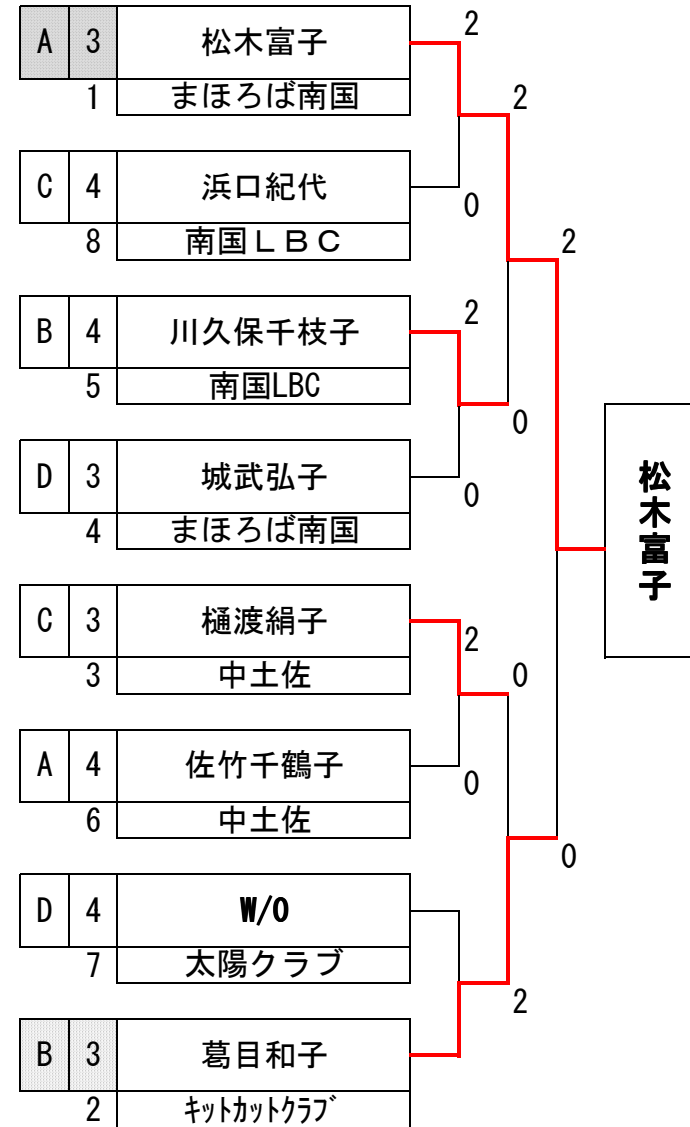 A 3 松木富子 2
1 まほろば南国 2
C 4 浜口紀代 0
8 南国ＬＢＣ 2
B 4 川久保千枝子 2
5 南国LBC 0
D 3 城武弘子 0
4 まほろば南国
松木富子
C 3 樋渡絹子 2
3 中土佐 0
A 4 佐竹千鶴子 0
6 中土佐 0
D 4 W/O
7 太陽クラブ 2
B 3 葛目和子
2 ｷｯﾄｶｯﾄｸﾗﾌﾞ